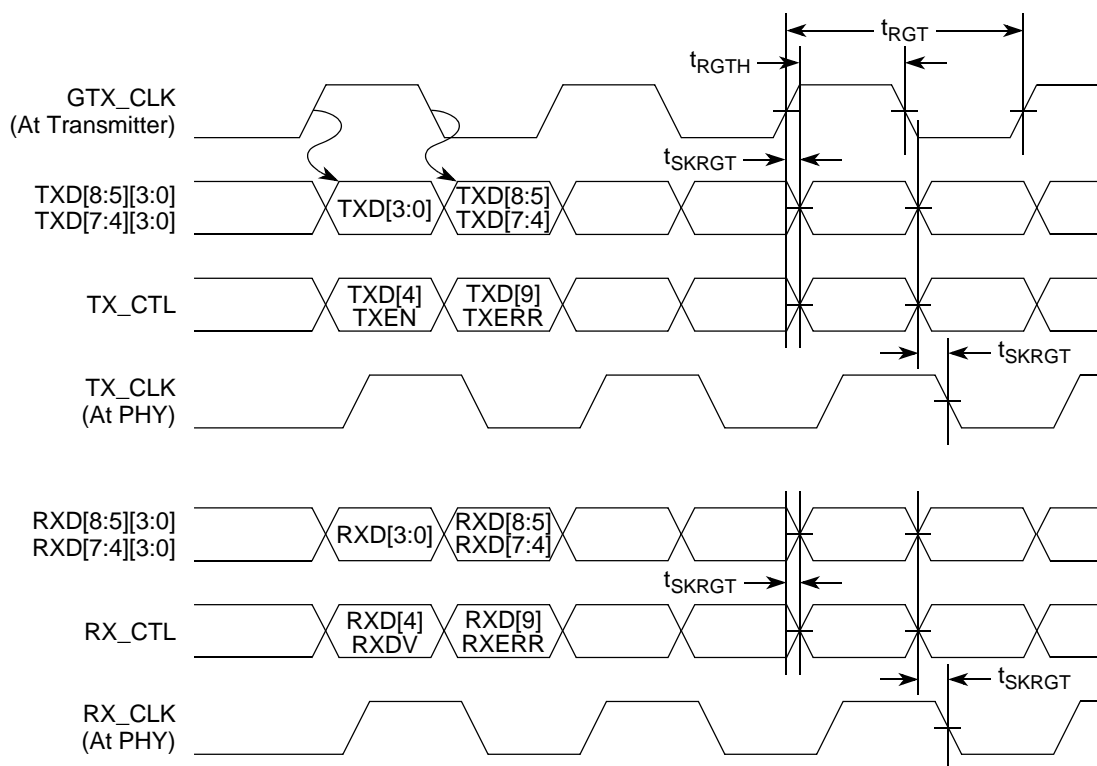 tRGT
tRGTH
GTX_CLK
(At Transmitter)
tSKRGT
TXD[8:5][3:0]
TXD[7:4][3:0]
TXD[3:0]
TXD[8:5]
TXD[7:4]
TX_CTL
TXD[4]
TXEN
TXD[9]
TXERR
tSKRGT
TX_CLK
(At PHY)
RXD[8:5][3:0]
RXD[7:4][3:0]
RXD[3:0]
RXD[8:5]
RXD[7:4]
tSKRGT
RX_CTL
RXD[4]
RXDV
RXD[9]
RXERR
tSKRGT
RX_CLK
(At PHY)